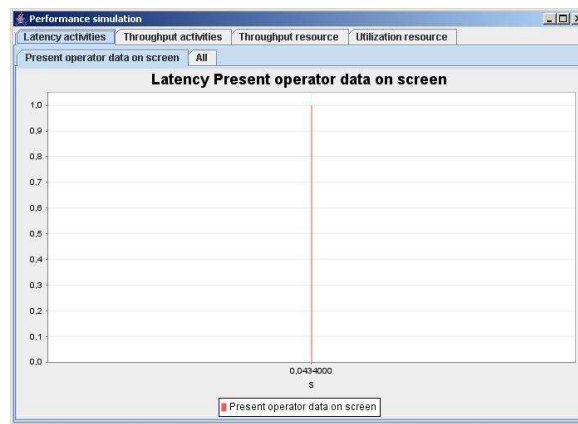 Performance simulation
Latency activities Throughput activities Throughput resource Utilization resource
Present operator data on screen All
Latency Present operator data on screen
1,0
0,9
0,8
0,7
0,6
0,5
0,4
0,3
0,2
0,1
0,0
0,0434000
s
Present operator data on screen